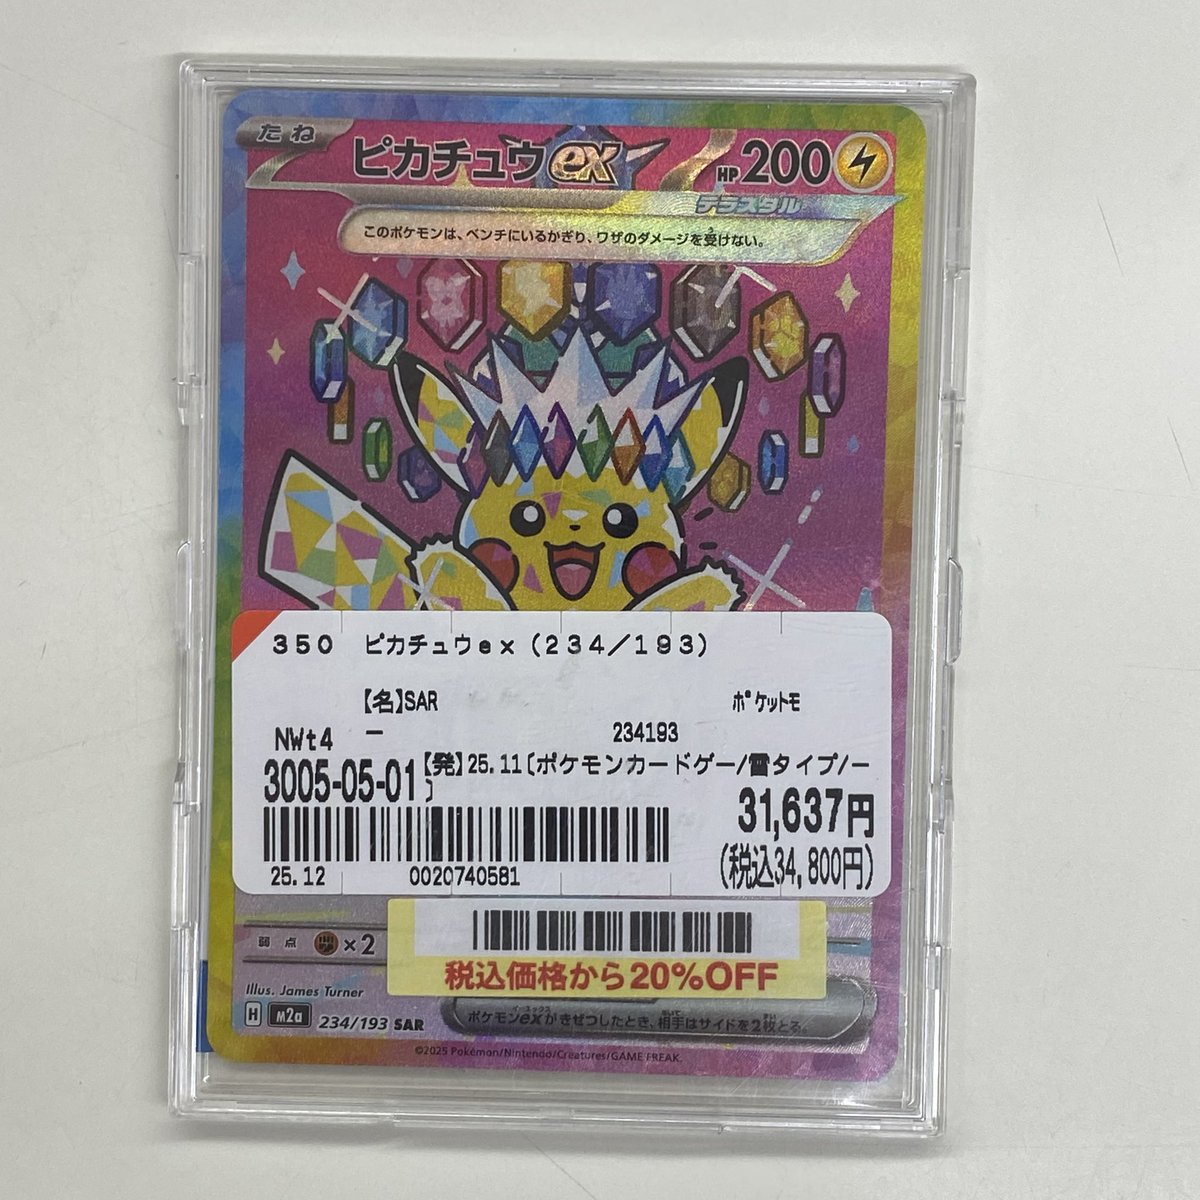 たね
ピカチュウex
HP 200
テラスタル
このポケモンは、ベンチにいるかぎり、ワザのダメージを受けない。
350 ピカチュウex(234/193)
【名】SAR ポケットモ
NWt4 ー 234193
3005-05-01 【発】25.11〔ポケモンカードゲー/雷タイプ/ー
〕
31,637円
(税込34,800円)
25.12 0020740581
弱点 ×2
税込価格から20%OFF
Illus. James Turner
ポケモンexがきぜつしたとき、相手はサイドを2枚とる。
H m2a 234/193 SAR
©2025 Pokémon/Nintendo/Creatures/GAME FREAK.